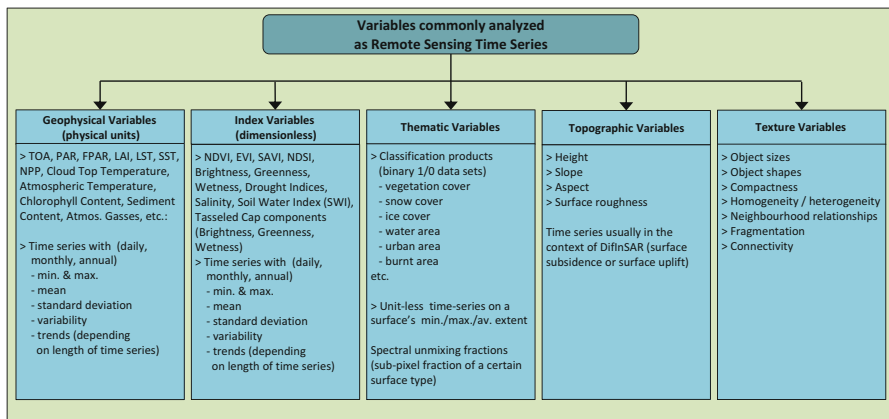 Variables commonly analyzed
as Remote Sensing Time Series
Geophysical Variables
(physical units)
> TOA, PAR, FPAR, LAI, LST, SST,
NPP, Cloud Top Temperature,
Atmospheric Temperature,
Chlorophyll Content, Sediment
Content, Atmos. Gasses, etc.:
> Time series with (daily,
monthly, annual)
- min. & max.
- mean
- standard deviation
- variability
- trends (depending
on length of time series)
Index Variables
(dimensionless)
> NDVI, EVI, SAVI, NDSI,
Brightness, Greenness,
Wetness, Drought Indices,
Salinity, Soil Water Index (SWI),
Tasseled Cap components
(Brightness, Greenness,
Wetness)
> Time series with (daily,
monthly, annual)
- min. & max.
- mean
- standard deviation
- variability
- trends (depending
on length of time series)
Thematic Variables
> Classification products
(binary 1/0 data sets)
- vegetation cover
- snow cover
- ice cover
- water area
- urban area
- burnt area
etc.
> Unit-less time-series on a
surface's min./max./av. extent
Spectral unmixing fractions
(sub-pixel fraction of a certain
surface type)
Topographic Variables
> Height
> Slope
> Aspect
> Surface roughness
Time series usually in the
context of DifInSAR (surface
subsidence or surface uplift)
Texture Variables
> Object sizes
> Object shapes
> Compactness
> Homogeneity / heterogeneity
> Neighbourhood relationships
> Fragmentation
> Connectivity